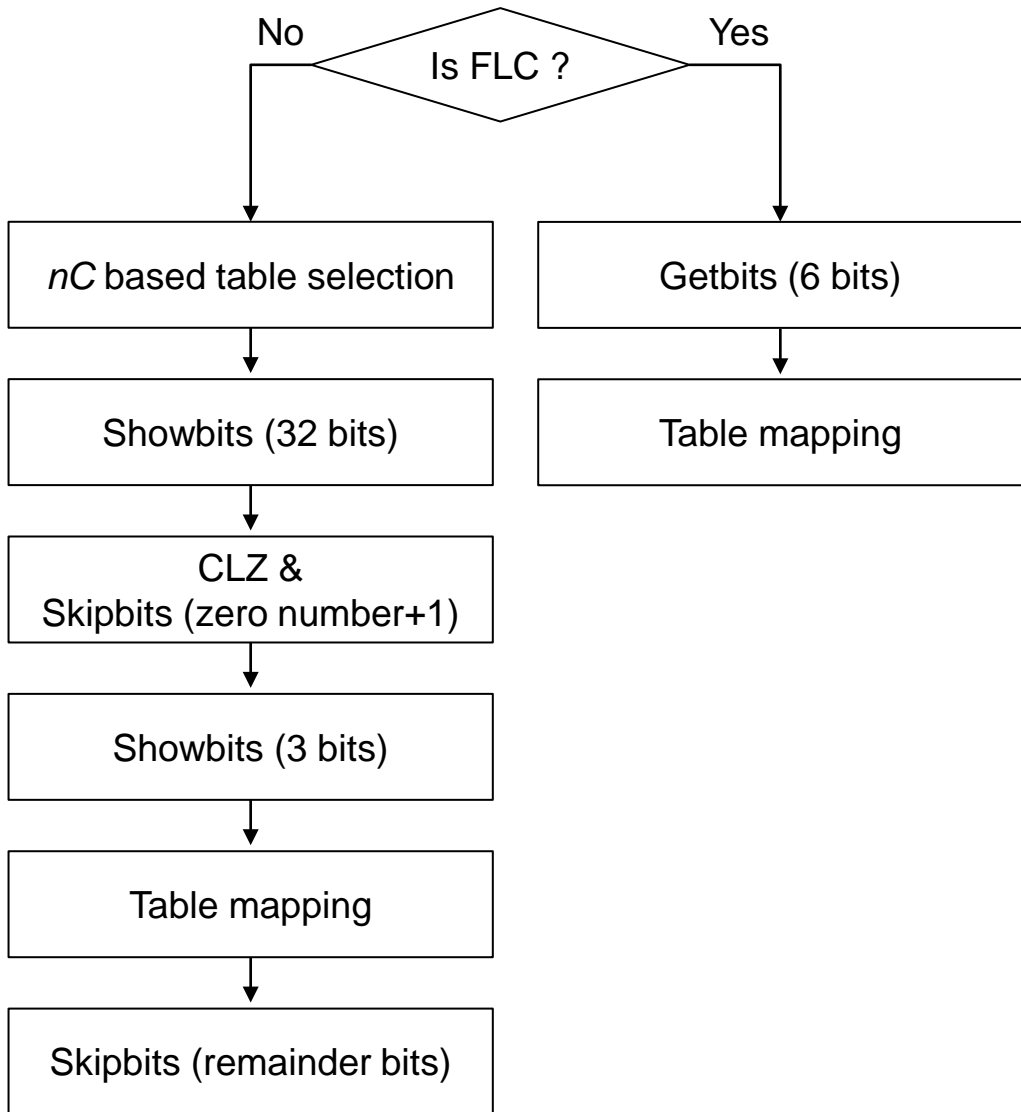 No
Is FLC ?
Yes
nC based table selection
Getbits (6 bits)
Showbits (32 bits)
Table mapping
CLZ &
Skipbits (zero number+1)
Showbits (3 bits)
Table mapping
Skipbits (remainder bits)